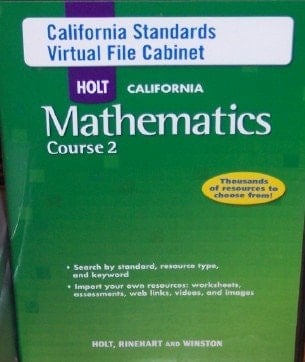 California Standards
Virtual File Cabinet
HOLT CALIFORNIA
Mathematics
Course 2
Thousands
of resources to
choose from!
• Search by standard, resource type,
and keyword
• Import your own resources: worksheets,
assessments, web links, videos, and images
HOLT, RINEHART AND WINSTON